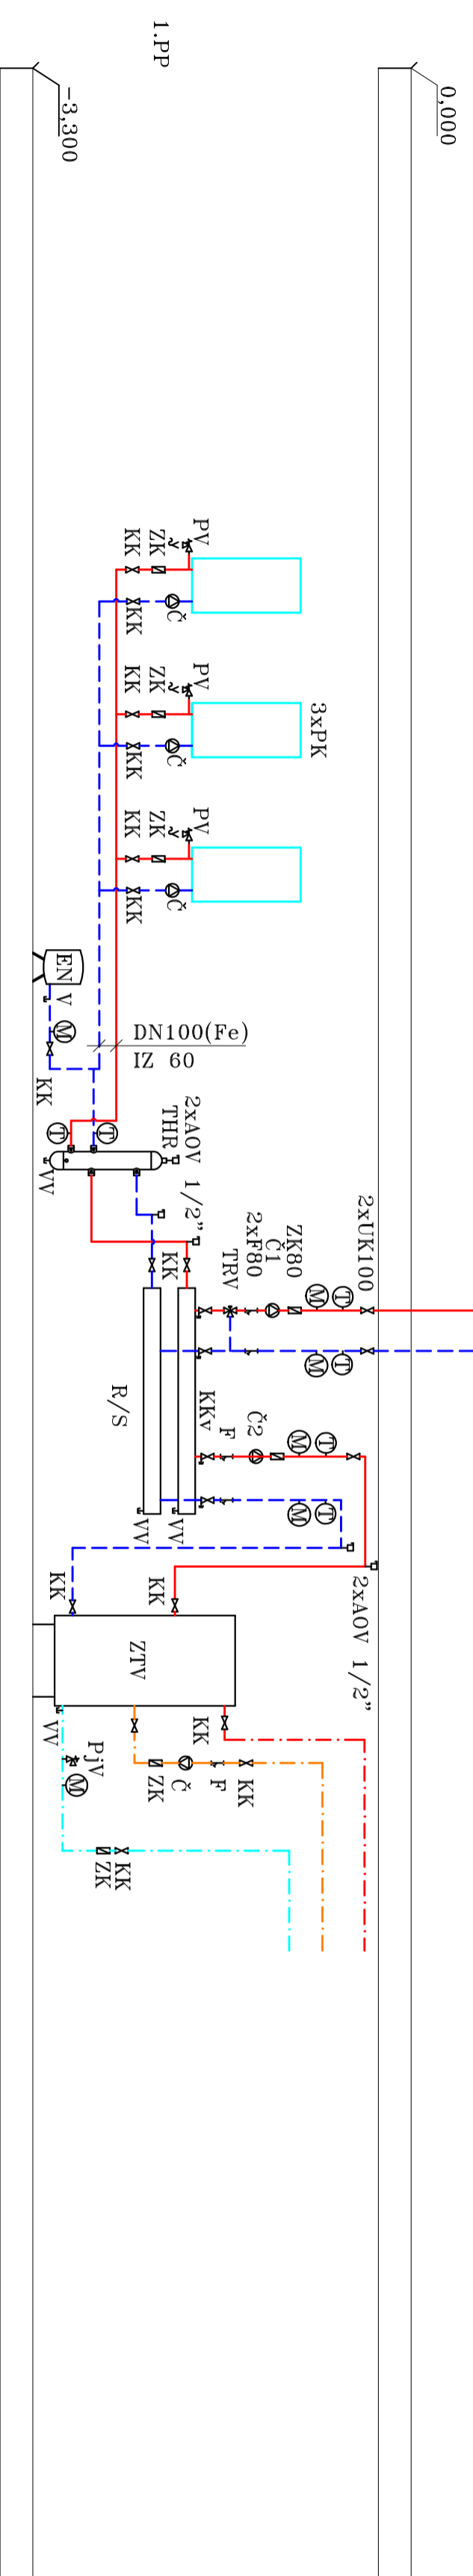 0,000
1.PP
-3,300
3xPK
PV
ZK
KK
Č
KK
PV
ZK
KK
Č
KK
PV
ZK
KK
Č
KK
EN
V
M
KK
DN100(Fe)
IZ 60
T
T
2xAOV 1/2"
THR
VV
KK
2xUK100
ZK80
Č1
2xF80
TRV
M
T
M
T
R/S
KKv
F
Č2
M
T
M
T
VV
VV
2xAOV 1/2"
KK
KK
ZTV
VV
KK
PjV
M
ZK
Č
F
KK
ZK
KK